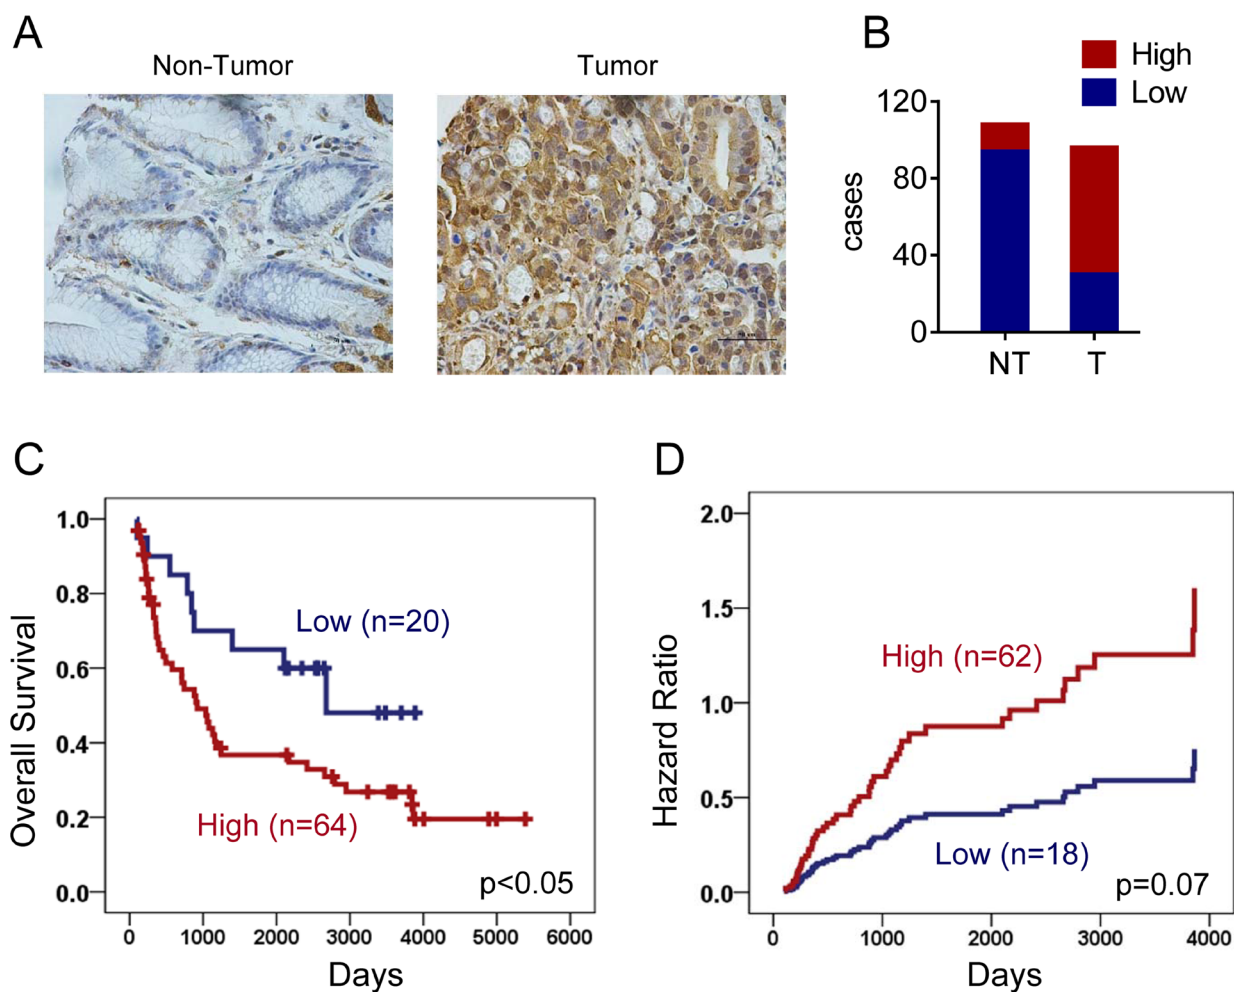 A
Non-Tumor
Tumor
B
High
Low
120
80
40
0
cases
NT
T
C
1.0
0.8
0.6
0.4
0.2
0.0
Overall Survival
Low (n=20)
High (n=64)
p<0.05
0 1000 2000 3000 4000 5000 6000
Days
D
2.0
1.5
1.0
0.5
0.0
Hazard Ratio
High (n=62)
Low (n=18)
p=0.07
0 1000 2000 3000 4000
Days